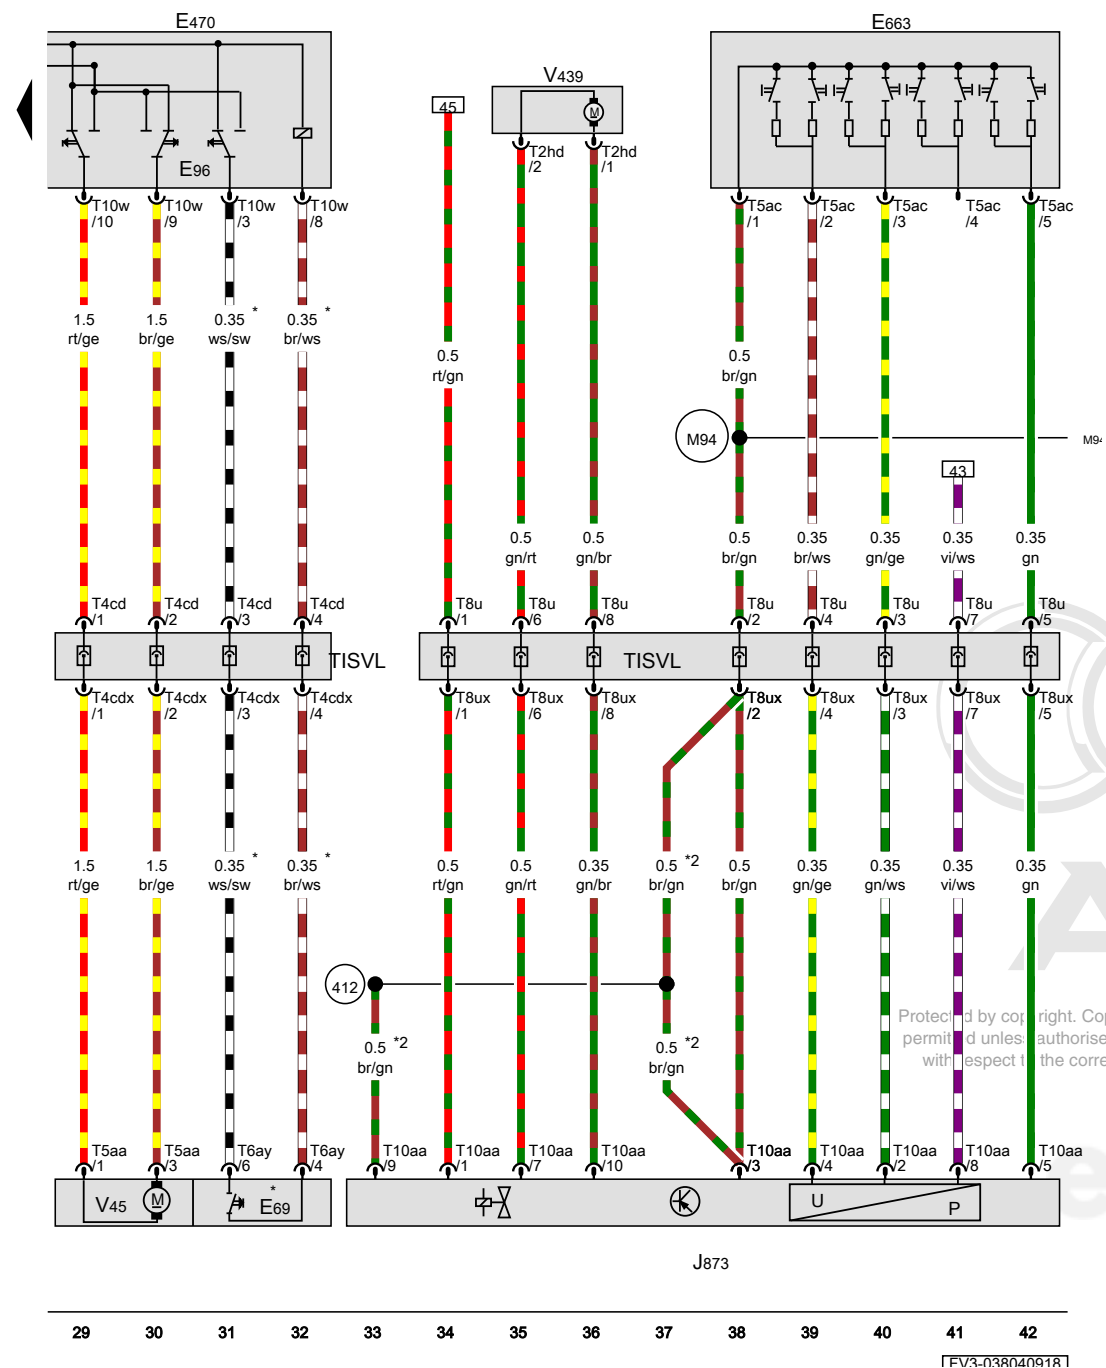 E470
E663
V439
45
E96
T2hd
/2
T2hd
/1
T10w
/10
T10w
/9
T10w
/3
T10w
/8
T5ac
/1
T5ac
/2
T5ac
/3
T5ac
/4
T5ac
/5
1.5
rt/ge
1.5
br/ge
0.35 *
ws/sw
0.35 *
br/ws
0.5
rt/gn
0.5
br/gn
M94
M94
43
0.5
gn/rt
0.5
gn/br
0.5
br/gn
0.35
br/ws
0.35
gn/ge
0.35
vi/ws
0.35
gn
T4cd
/1
T4cd
/2
T4cd
/3
T4cd
/4
T8u
/1
T8u
/6
T8u
/8
T8u
/2
T8u
/4
T8u
/3
T8u
/7
T8u
/5
TISVL
TISVL
T4cdx
/1
T4cdx
/2
T4cdx
/3
T4cdx
/4
T8ux
/1
T8ux
/6
T8ux
/8
T8ux
/2
T8ux
/4
T8ux
/3
T8ux
/7
T8ux
/5
1.5
rt/ge
1.5
br/ge
0.35 *
ws/sw
0.35 *
br/ws
0.5
rt/gn
0.5
gn/rt
0.35
gn/br
0.5 *2
br/gn
0.5
br/gn
0.35
gn/ge
0.35
gn/ws
0.35
vi/ws
0.35
gn
412
0.5 *2
br/gn
0.5 *2
br/gn
by
right.
with
the
T5aa
/1
T5aa
/3
T6ay
/6
T6ay
/4
T10aa
/9
T10aa
/1
T10aa
/7
T10aa
/10
T10aa
/3
T10aa
/4
T10aa
/2
T10aa
/8
T10aa
/5
V45
M
*
E69
U
P
M
J873
29 30 31 32 33 34 35 36 37 38 39 40 41 42
EV3-038040918